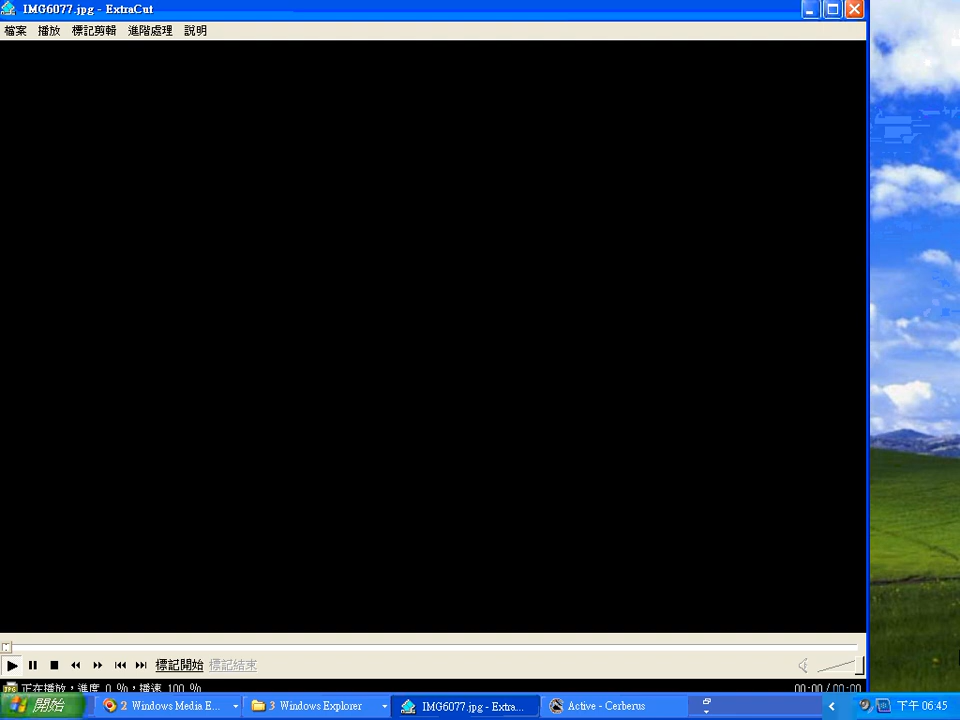 IMG6077.jpg - ExtraCut
檔案 播放 標記剪輯 進階處理 說明
標記開始 標記結束
JPG 正在播放，進度 0 %，播速 100 % 00:00 / 00:00
開始 2 Windows Media E... 3 Windows Explorer IMG6077.jpg - Extra... Active - Cerberus 下午 06:45